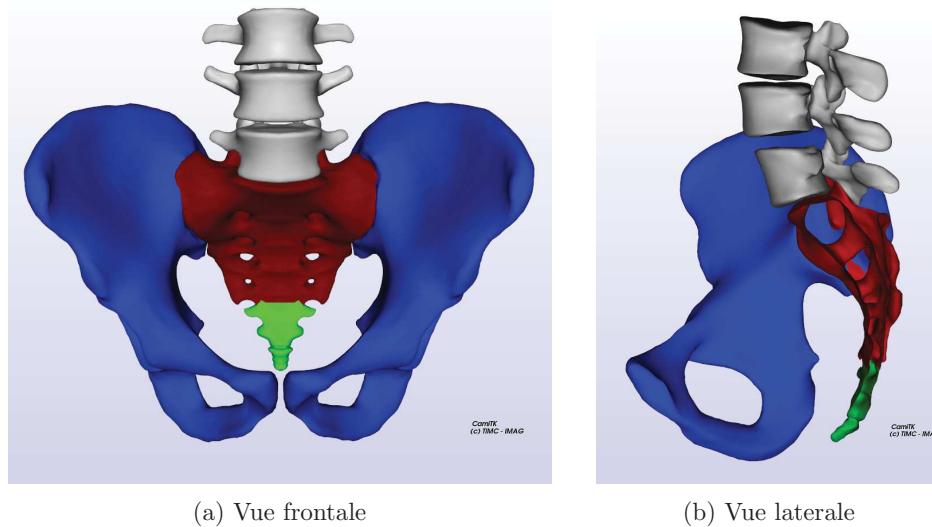 CamiTK
(c) TIMC - IMAG
CamiTK
(c) TIMC - IMA
(a) Vue frontale
(b) Vue laterale